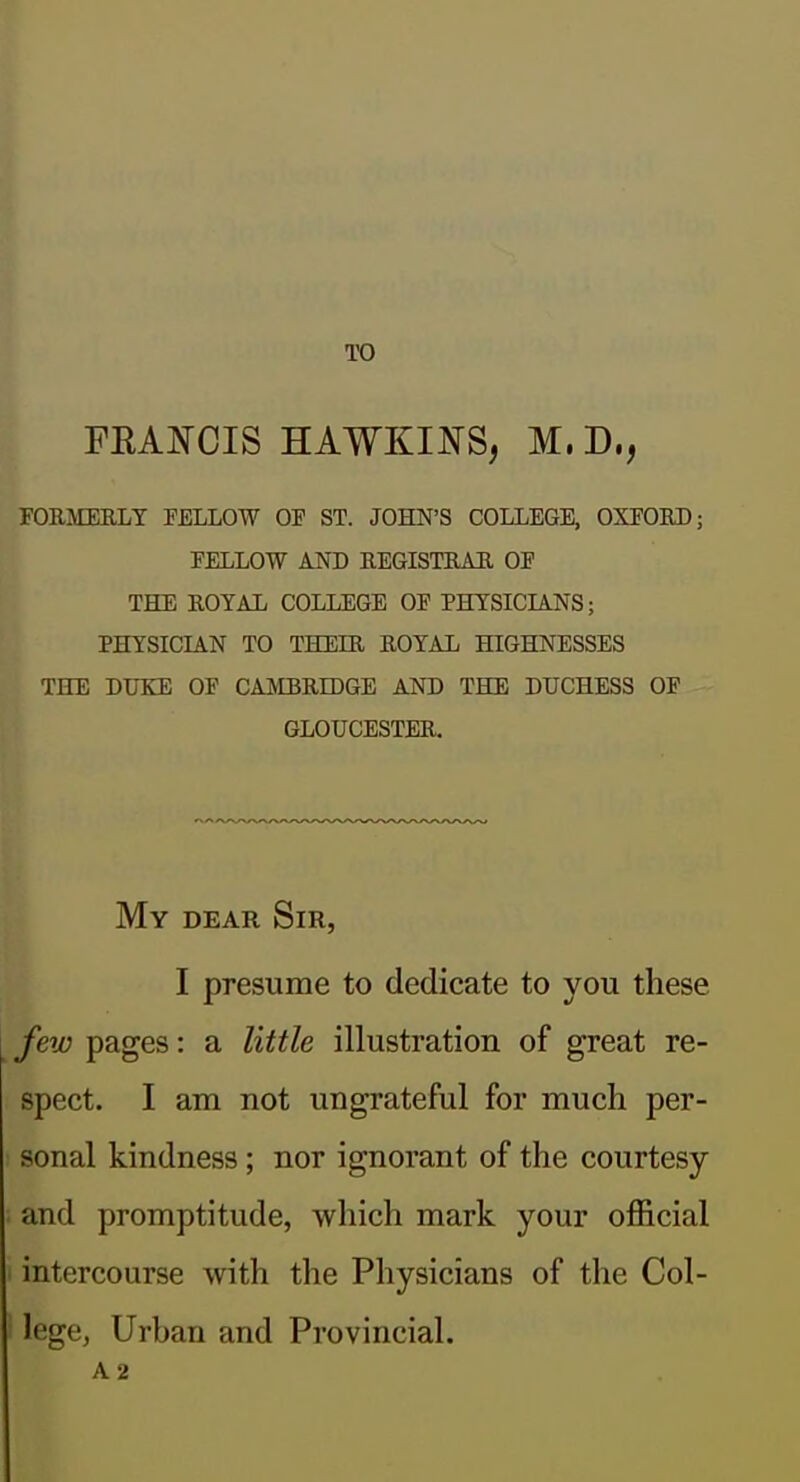 TO
FRANCIS HAWKINS, M.D.,
FORMERLY FELLOW OF ST. JOHN'S COLLEGE, OXFORD;
FELLOW AND REGISTRAR OF
THE ROYAL COLLEGE OF PHYSICIANS;
PHYSICIAN TO THEIR ROYAL HIGHNESSES
THE DUKE OF CAMBRIDGE AND THE DUCHESS OF
GLOUCESTER.
MY DEAR SIR,
I presume to dedicate to you these
few pages: a little illustration of great re-
spect. I am not ungrateful for much per-
sonal kindness; nor ignorant of the courtesy
and promptitude, which mark your official
intercourse with the Physicians of the Col-
lege, Urban and Provincial.
A 2